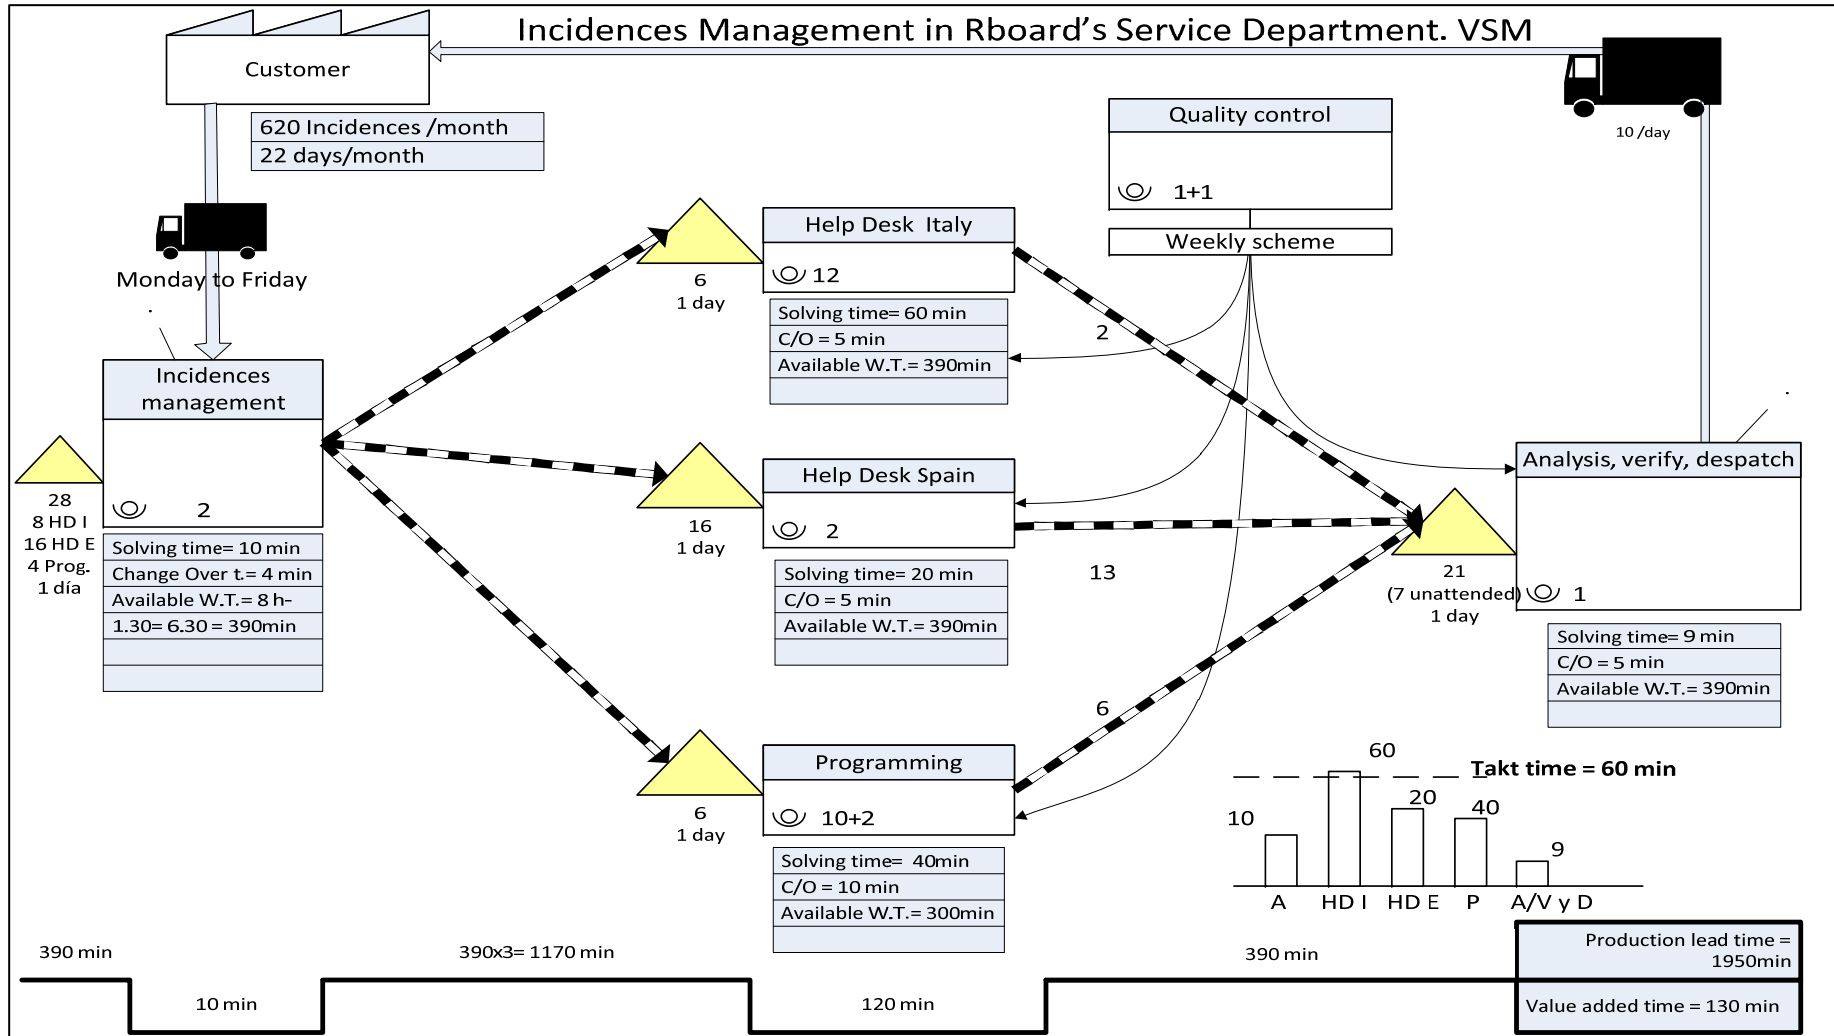 Incidences Management in Rboard's Service Department. VSM
Customer
620 Incidences /month
22 days/month
Monday to Friday
10 /day
Quality control
1+1
Weekly scheme
Incidences
management
2
28
8 HD I
16 HD E
4 Prog.
1 día
Solving time= 10 min
Change Over t.= 4 min
Available W.T.= 8 h-
1.30= 6.30 = 390min
6
1 day
Help Desk Italy
12
Solving time= 60 min
C/O = 5 min
Available W.T.= 390min
2
16
1 day
Help Desk Spain
2
Solving time= 20 min
C/O = 5 min
Available W.T.= 390min
13
6
1 day
Programming
10+2
Solving time= 40min
C/O = 10 min
Available W.T.= 300min
6
21
(7 unattended)
1 day
Analysis, verify, despatch
1
Solving time= 9 min
C/O = 5 min
Available W.T.= 390min
Takt time = 60 min
10
60
20
40
9
A HD I HD E P A/V y D
390 min
10 min
390x3= 1170 min
120 min
390 min
Production lead time =
1950min
Value added time = 130 min